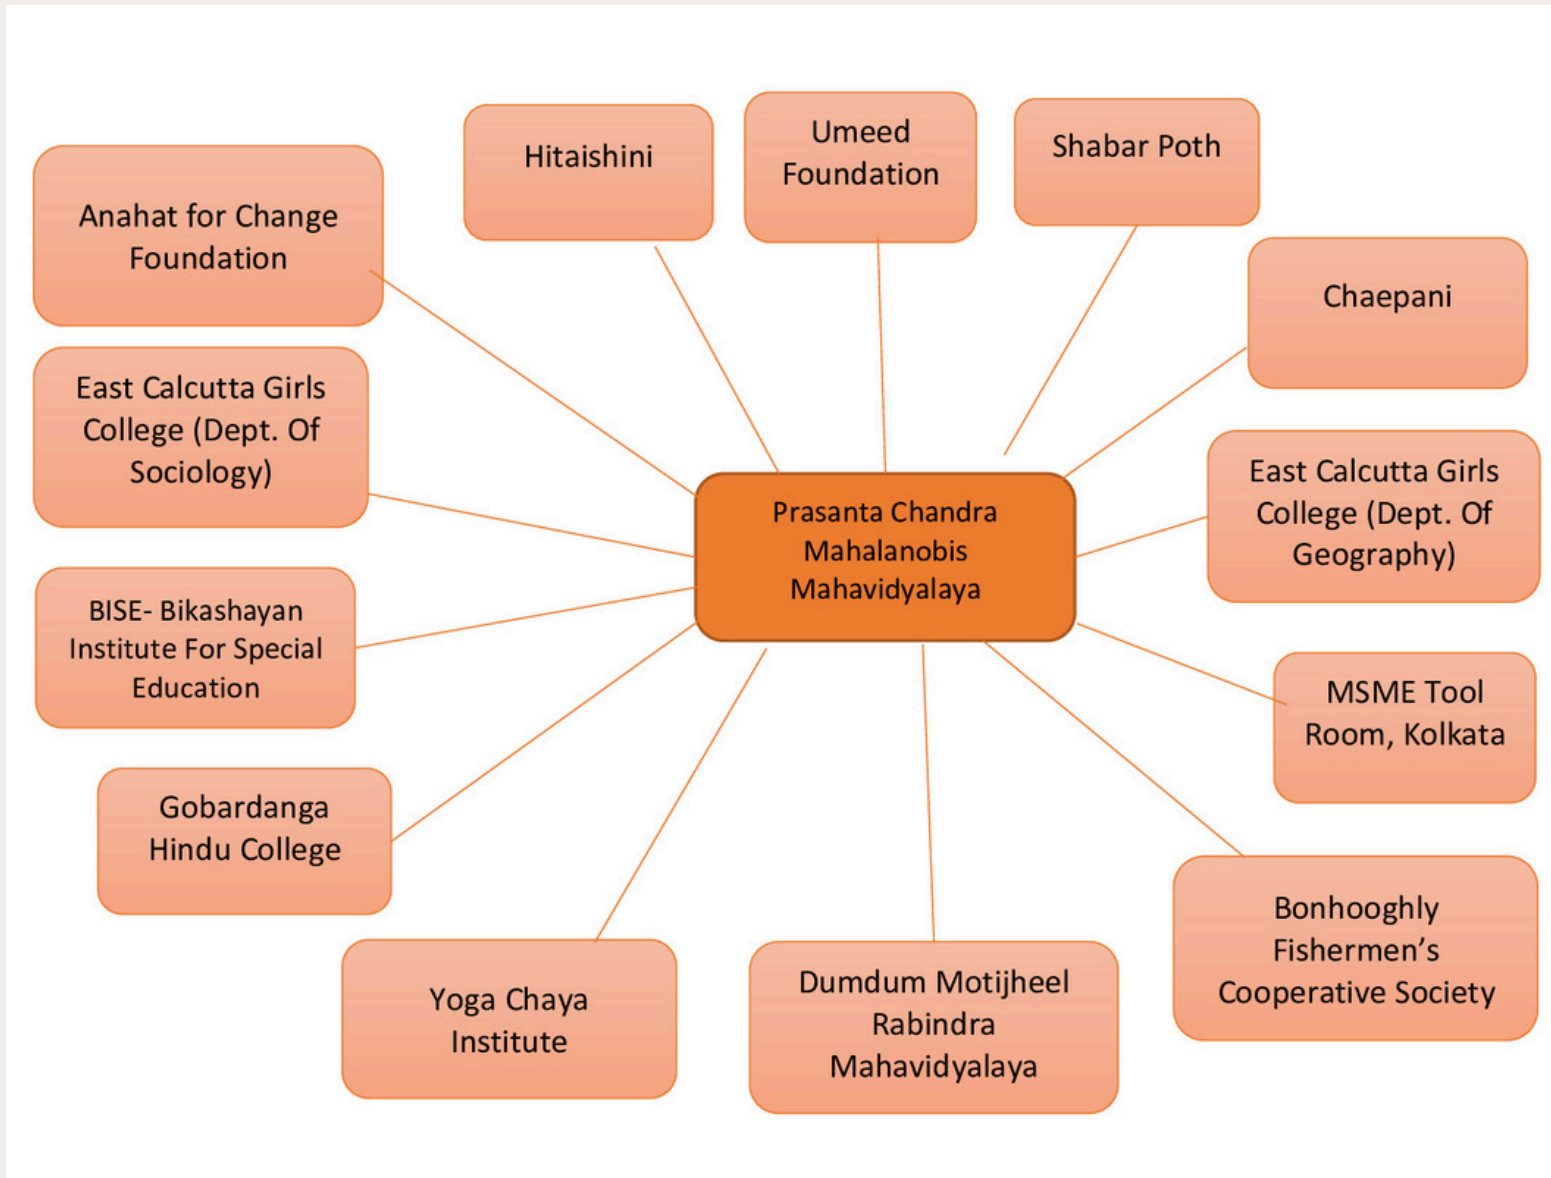 Hitaishini
Umeed
Foundation
Shabar Poth
Anahat for Change
Foundation
Chaepani
East Calcutta Girls
College (Dept. Of
Sociology)
East Calcutta Girls
College (Dept. Of
Geography)
Prasanta Chandra
Mahalanobis
Mahavidyalaya
BISE- Bikashayan
Institute For Special
Education
MSME Tool
Room, Kolkata
Gobardanga
Hindu College
Bonhooghly
Fishermen’s
Cooperative Society
Yoga Chaya
Institute
Dumdum Motijheel
Rabindra
Mahavidyalaya